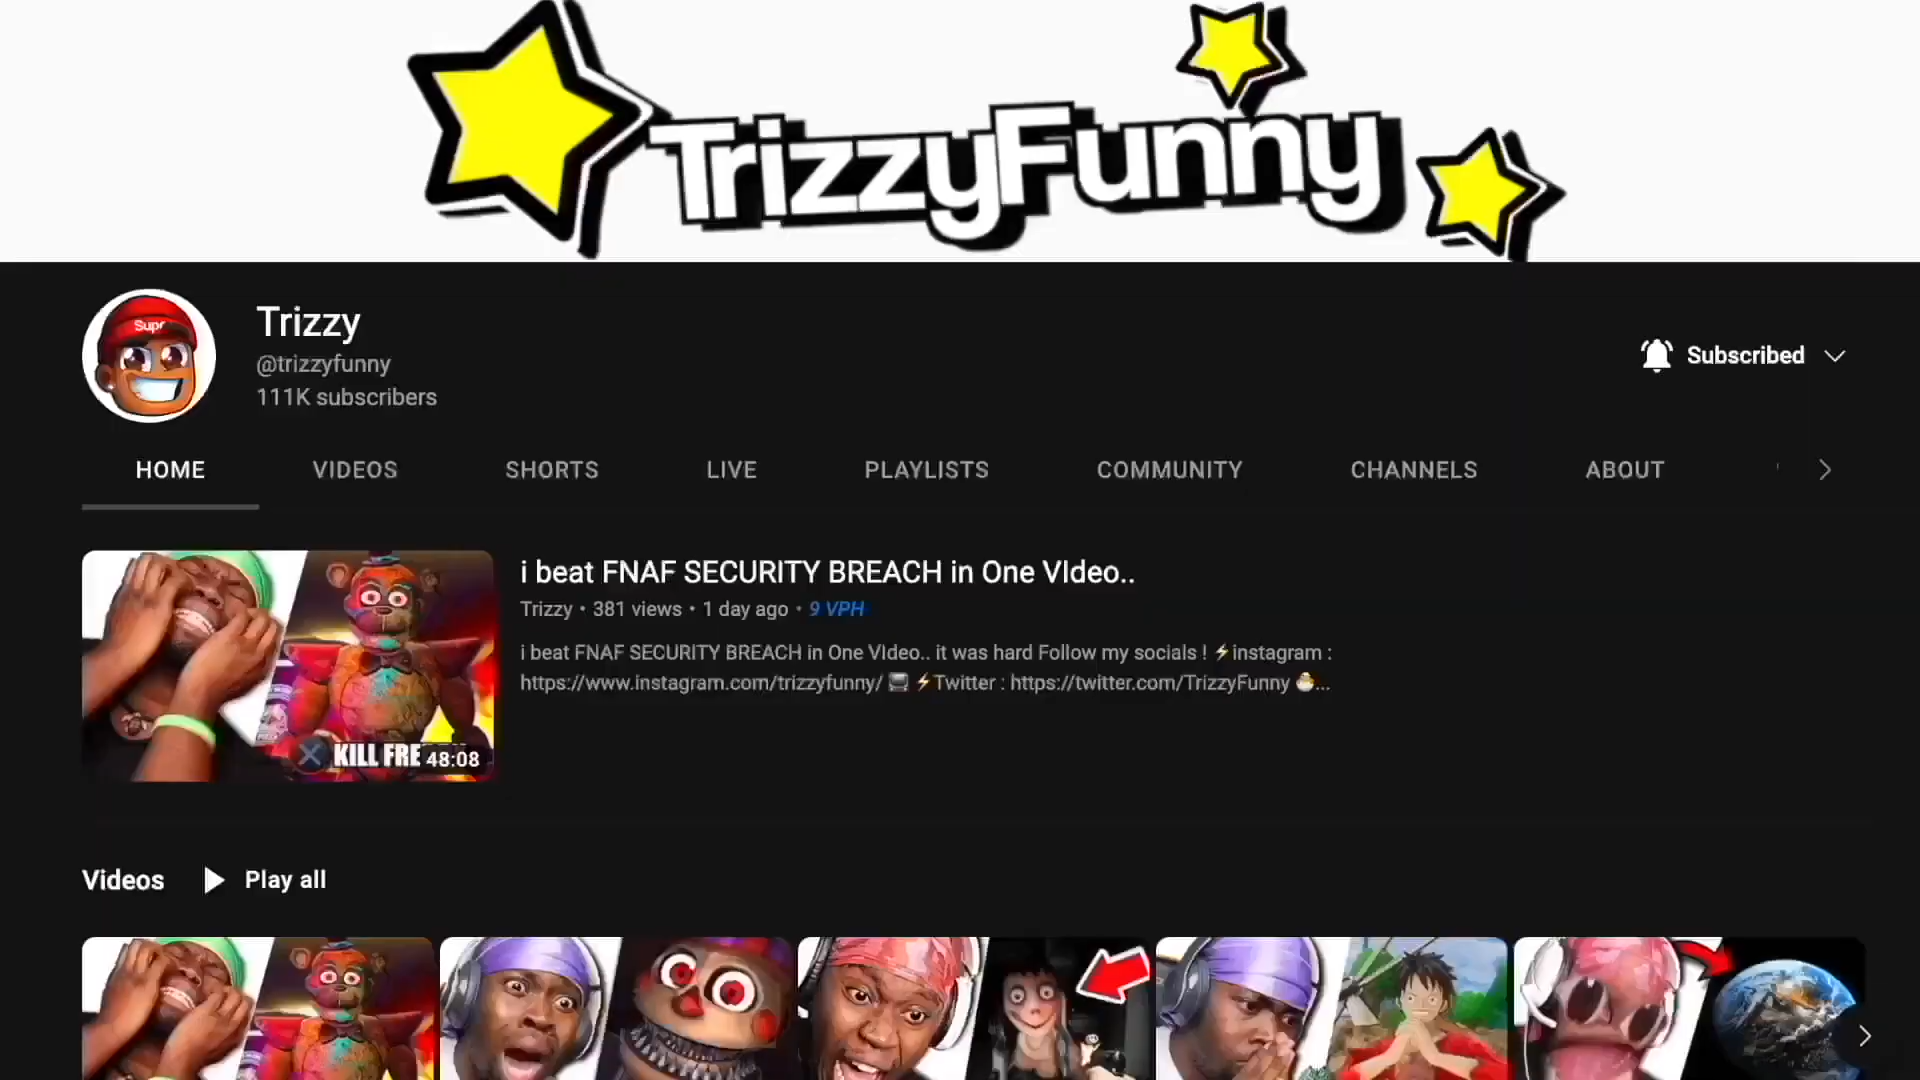 TrizzyFunny
Supr
Trizzy
@trizzyfunny
111K subscribers
Subscribed
HOME VIDEOS SHORTS LIVE PLAYLISTS COMMUNITY CHANNELS ABOUT
i beat FNAF SECURITY BREACH in One VIdeo..
Trizzy • 381 views • 1 day ago • 9 VPH
i beat FNAF SECURITY BREACH in One VIdeo.. it was hard Follow my socials ! ⚡instagram :
https://www.instagram.com/trizzyfunny/ ⚡Twitter : https://twitter.com/TrizzyFunny ...
KILL FRE 48:08
Videos Play all